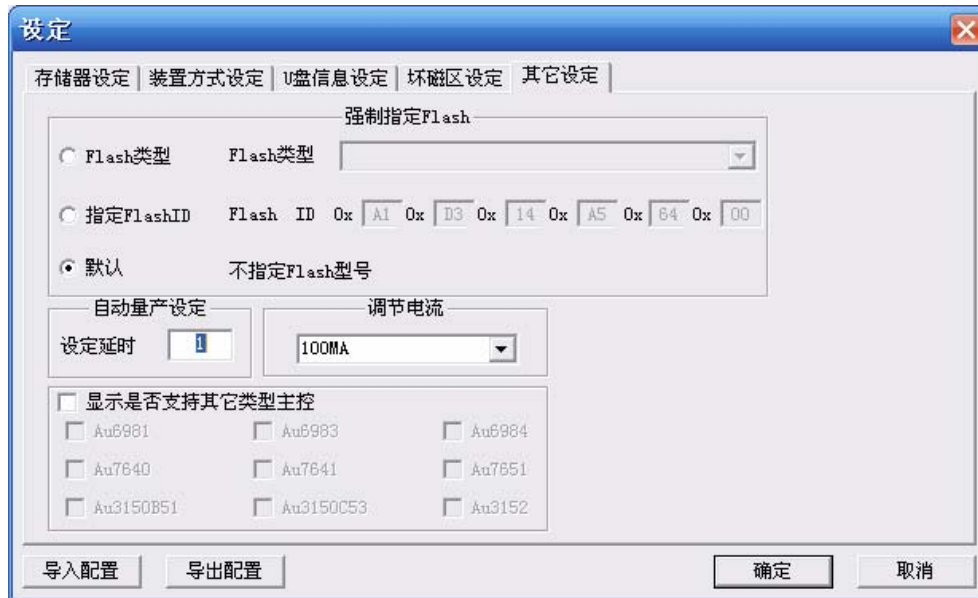 设定
存储器设定 装置方式设定 U盘信息设定 坏磁区设定 其它设定
强制指定Flash
Flash类型 Flash类型
指定FlashID Flash ID 0x A1 0x D3 0x 14 0x A5 0x 64 0x 00
默认 不指定Flash型号
自动量产设定 调节电流
设定延时 1 100MA
显示是否支持其它类型主控
Au6981 Au6983 Au6984
Au7640 Au7641 Au7651
Au3150B51 Au3150C53 Au3152
导入配置 导出配置 确定 取消